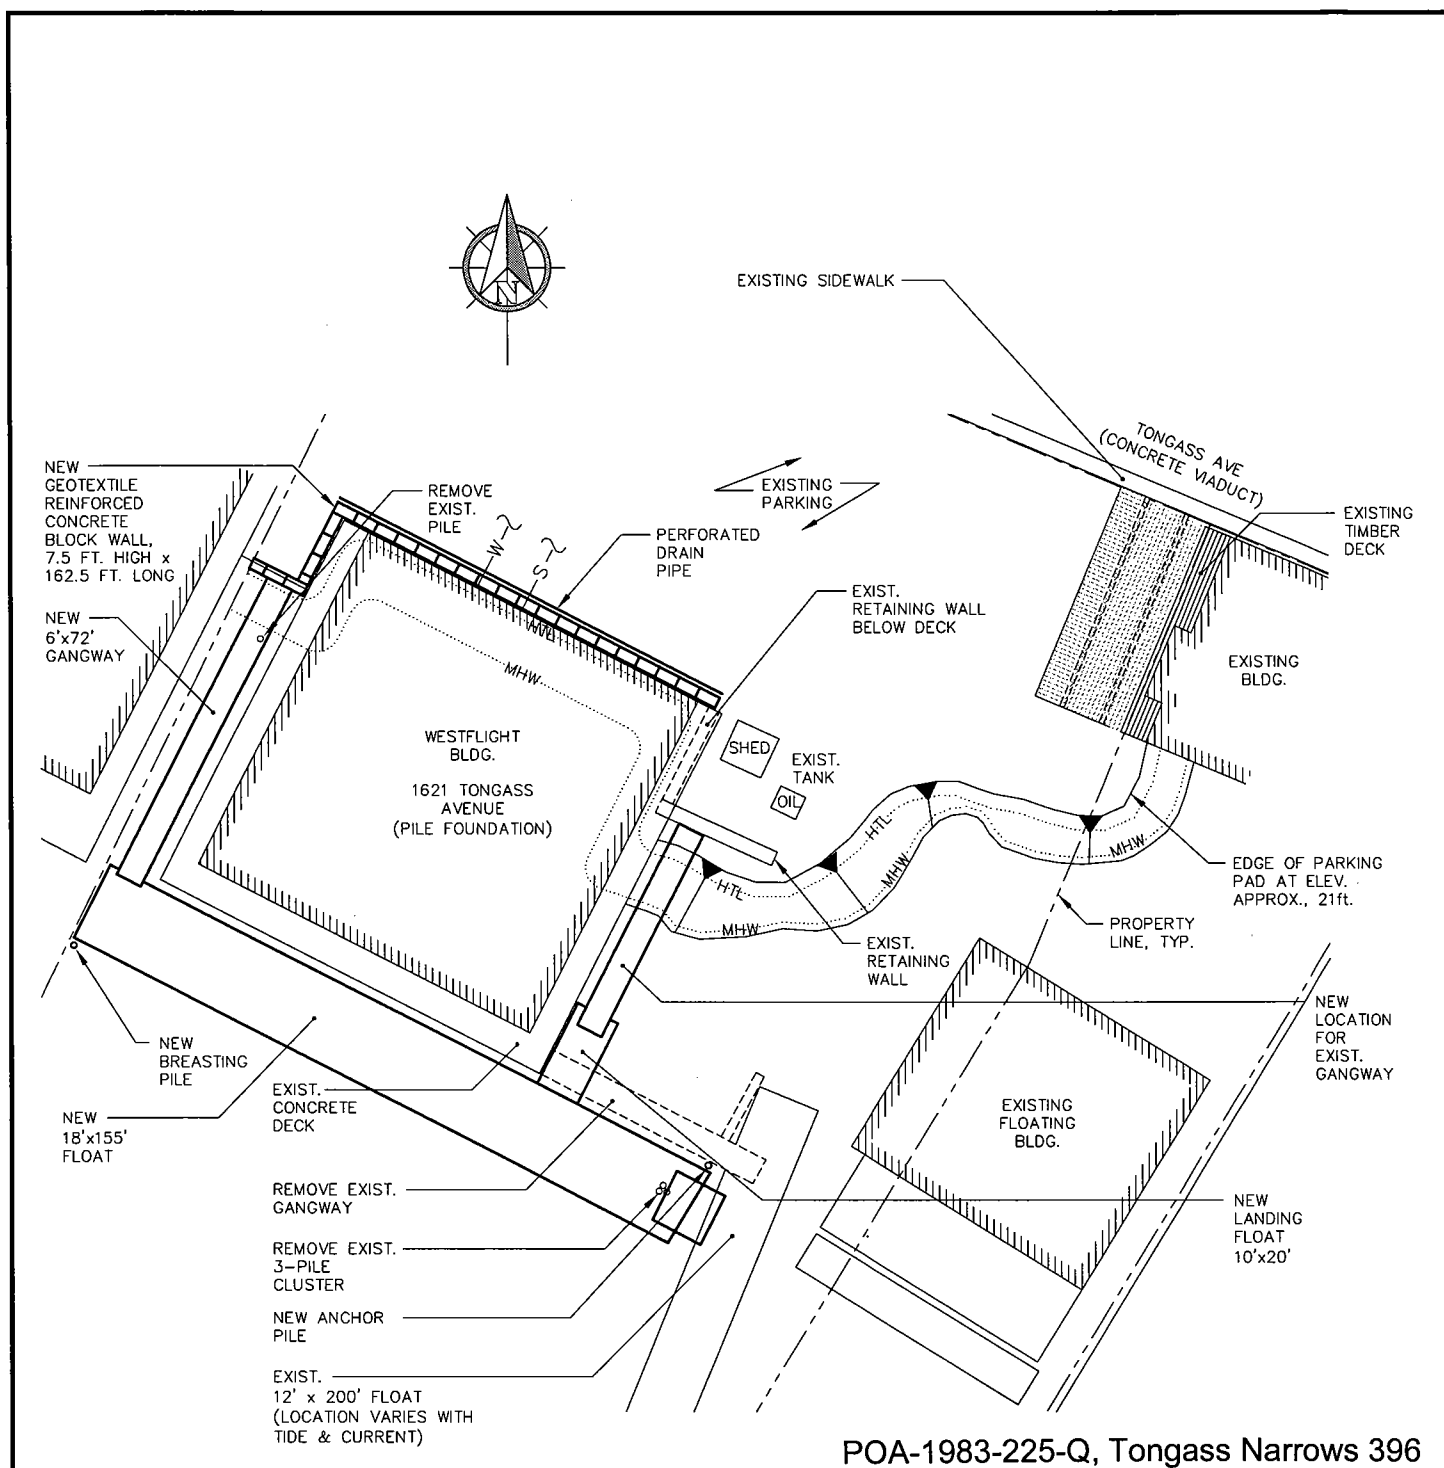 N
EXISTING SIDEWALK
TONGASS AVE
(CONCRETE VIADUCT)
EXISTING
PARKING
EXISTING
TIMBER
DECK
NEW
GEOTEXTILE
REINFORCED
CONCRETE
BLOCK WALL,
7.5 FT. HIGH x
162.5 FT. LONG
REMOVE
EXIST.
PILE
W
S
PERFORATED
DRAIN
PIPE
EXIST.
RETAINING WALL
BELOW DECK
NEW
6'x72'
GANGWAY
HTL
MHW
EXISTING
BLDG.
WESTFLIGHT
BLDG.
1621 TONGASS
AVENUE
(PILE FOUNDATION)
SHED
EXIST.
TANK
OIL
HTL
MHW
HTL
MHW
MHW
EDGE OF PARKING
PAD AT ELEV.
APPROX., 21ft.
PROPERTY
LINE, TYP.
EXIST.
RETAINING
WALL
NEW
LOCATION
FOR
EXIST.
GANGWAY
NEW
BREASTING
PILE
EXIST.
CONCRETE
DECK
NEW
18'x155'
FLOAT
EXISTING
FLOATING
BLDG.
REMOVE EXIST.
GANGWAY
NEW
LANDING
FLOAT
10'x20'
REMOVE EXIST.
3-PILE
CLUSTER
NEW ANCHOR
PILE
EXIST.
12' x 200' FLOAT
(LOCATION VARIES WITH
TIDE & CURRENT)
POA-1983-225-Q, Tongass Narrows 396